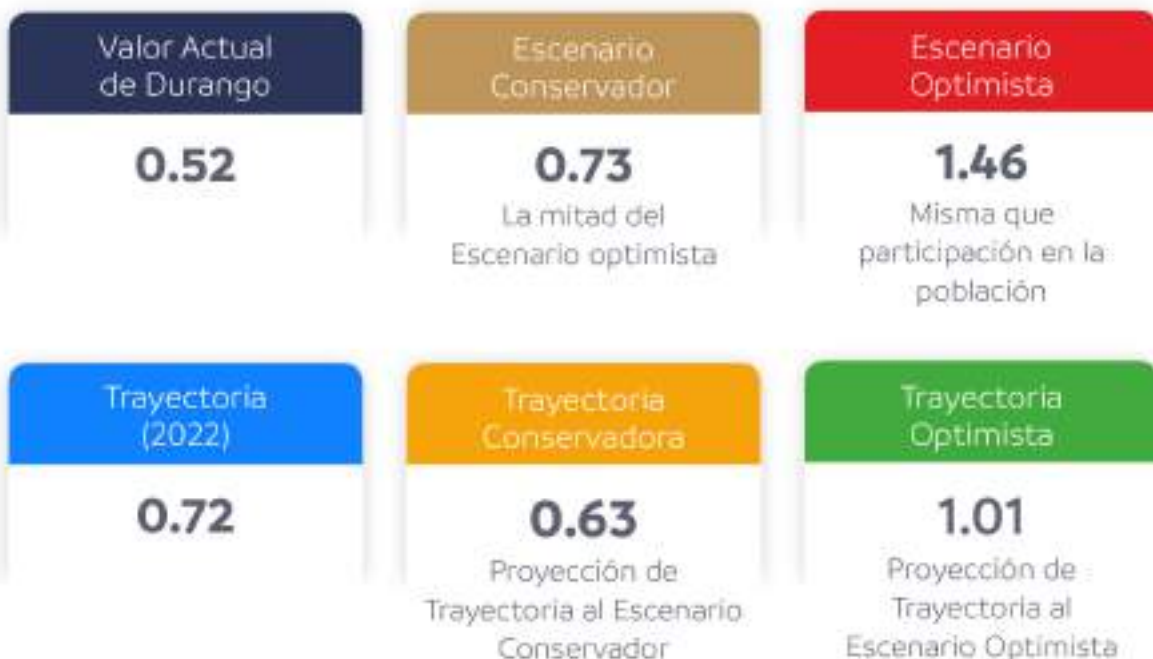 Valor Actual
de Durango
0.52
Escenario
Conservador
0.73
La mitad del
Escenario optimista
Escenario
Optimista
1.46
Misma que
participación en la
población
Trayectoria
(2022)
0.72
Trayectoria
Conservadora
0.63
Proyección de
Trayectoria al Escenario
Conservador
Trayectoria
Optimista
1.01
Proyección de
Trayectoria al
Escenario Optimista